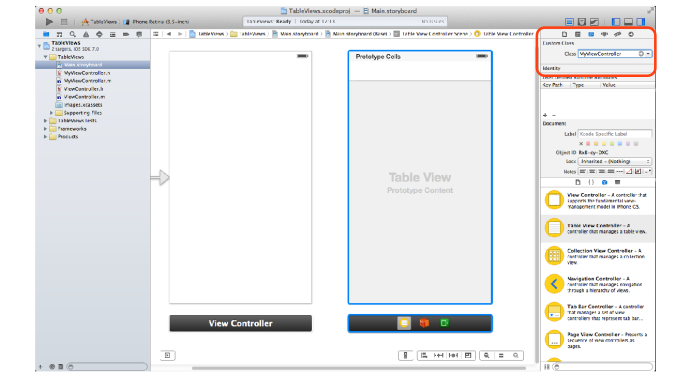 TableViews.xcodeproj — Main.storyboard
TableViews
iPhone Retina (3.5-inch)
TableViews: Ready | Today at 12:13
No Issues
TableViews
TableViews
Main.storyboard
Main.storyboard (Base)
Table View Controller Scene
Table View Controller
TableViews
2 targets, iOS SDK 7.0
TableViews
Main.storyboard
MyViewController.h
MyViewController.m
ViewController.h
ViewController.m
Images.xcassets
Supporting Files
TableViewsTests
Frameworks
Products
Prototype Cells
Table View
Prototype Content
View Controller
Custom Class
Class MyViewController
Identity
User Defined Runtime Attributes
Key Path Type Value
Document
Label Xcode Specific Label
Object ID
Lock Inherited - (Nothing)
Notes
View Controller - A controller that
supports the fundamental view-
management model in iPhone OS.
Table View Controller - A
controller that manages a table view.
Collection View Controller - A
controller that manages a collection
view.
Navigation Controller - A
controller that manages navigation
through a hierarchy of views.
Tab Bar Controller - A controller
that manages a set of view
controllers that represent tab bar...
Page View Controller - Presents a
sequence of view controllers as
pages.